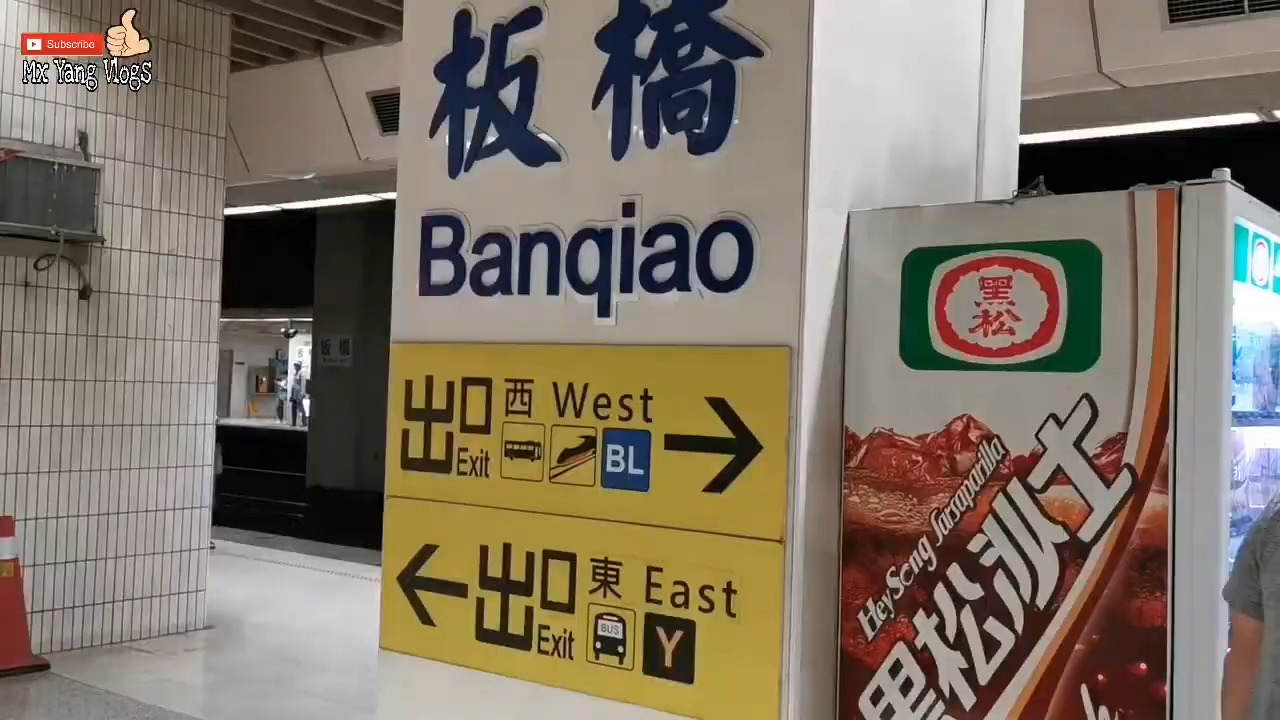 Subscribe
Mx Yang Vlogs
板橋
Banqiao
出口 西 West
Exit
BL
出口 東 East
Exit
BUS
Y
板橋
黑松
HeySong Sarsaparilla
黑松沙士